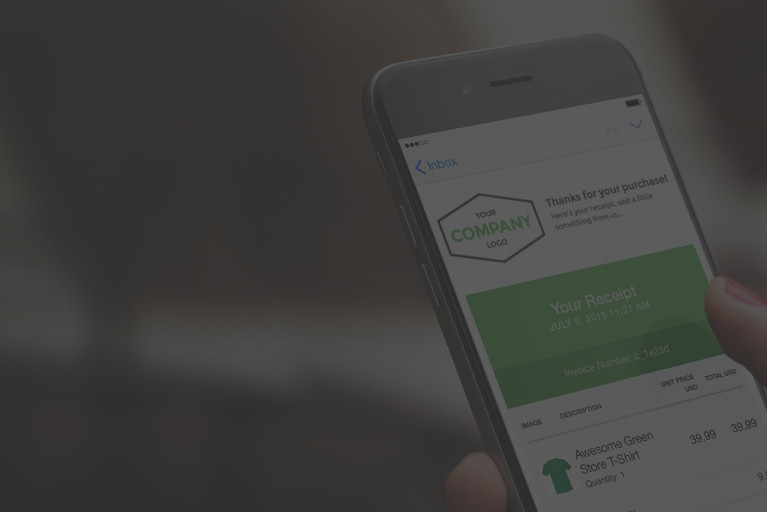 Inbox
YOUR
COMPANY
LOGO
Thanks for your purchase!
Here's your receipt, and a little
something from us...
Your Receipt
JULY 3, 2015 11:37 AM
Invoice Number: c_1e23d
IMAGE DESCRIPTION UNIT PRICE TOTAL USD
USD
Awesome Green 39.99 39.99
Store T-Shirt
Quantity: 1